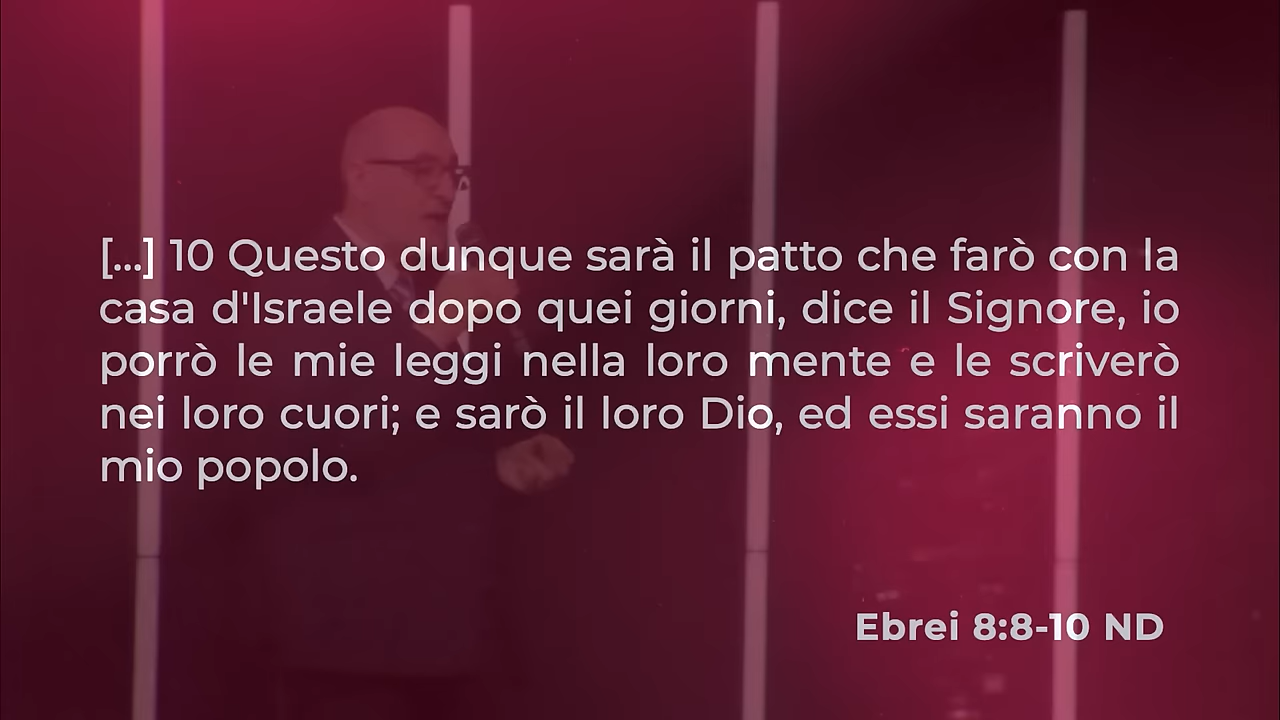 [...] 10 Questo dunque sarà il patto che farò con la
casa d'Israele dopo quei giorni, dice il Signore, io
porrò le mie leggi nella loro mente e le scriverò
nei loro cuori; e sarò il loro Dio, ed essi saranno il
mio popolo.
Ebrei 8:8-10 ND